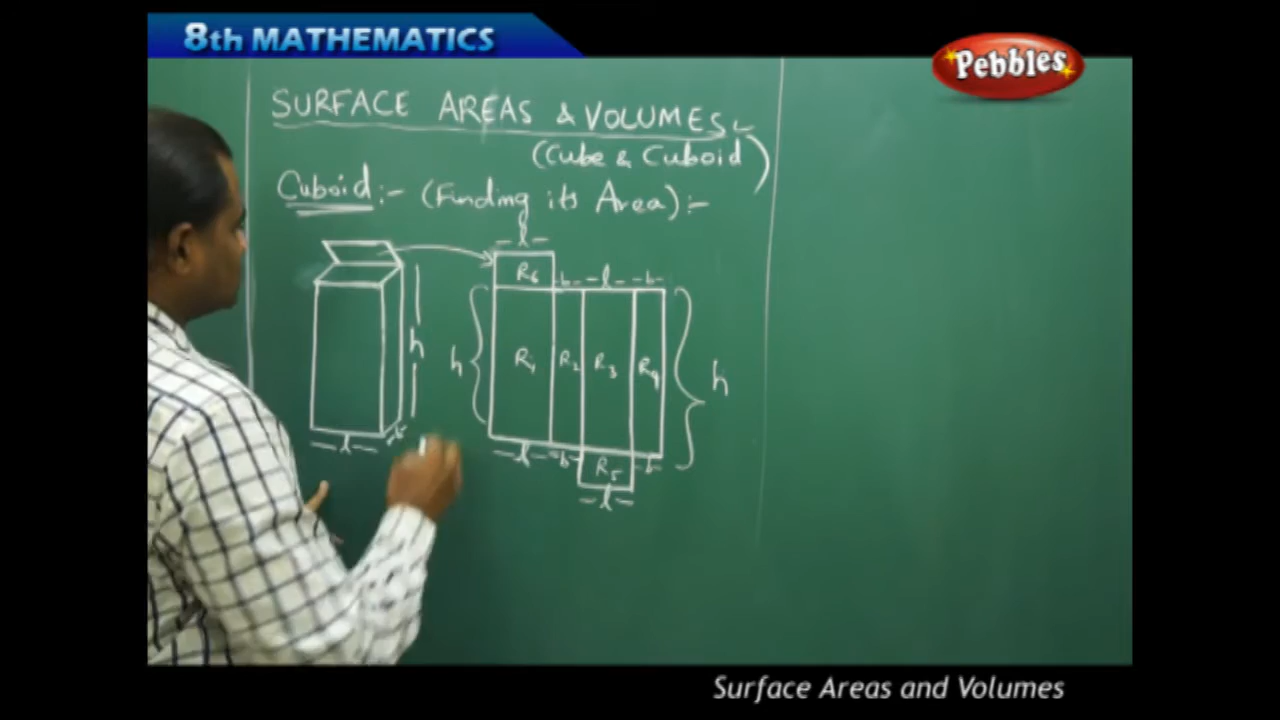 8th MATHEMATICS
Pebbles
SURFACE AREAS & VOLUMES:-
(Cube & Cuboid)
Cuboid:- (Finding its Area):-
l
R6
b l b
h
h R1 R2 R3 R4 h
l b
l b b
R5
l
Surface Areas and Volumes